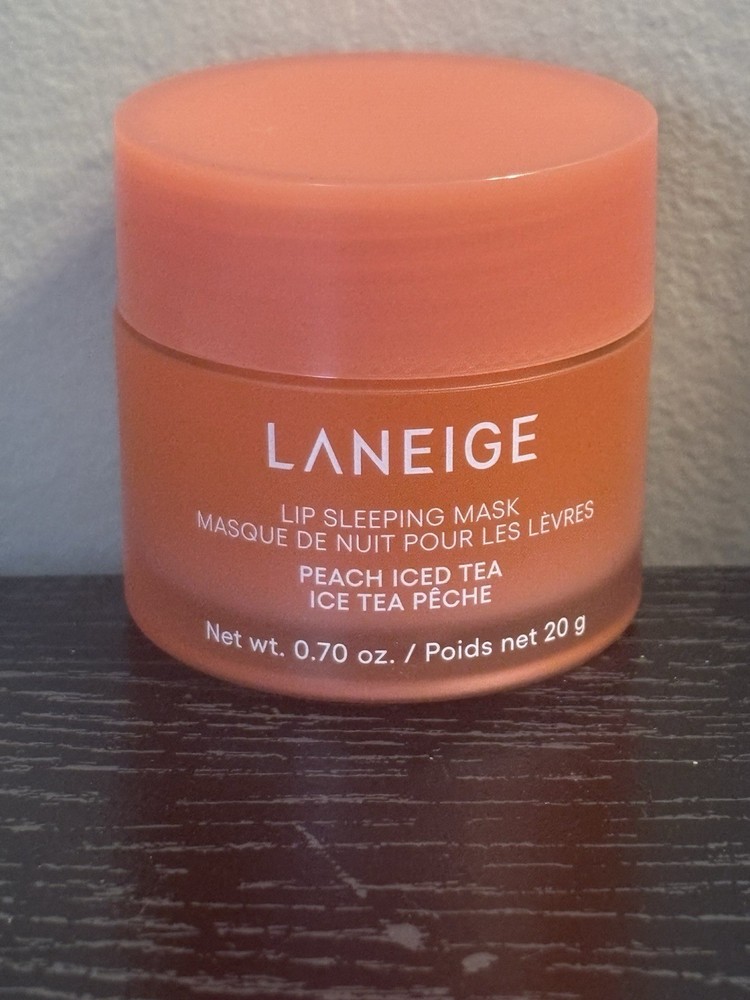 LANEIGE
LIP SLEEPING MASK
MASQUE DE NUIT POUR LES LÈVRES
PEACH ICED TEA
ICE TEA PÊCHE
Net wt. 0.70 oz. / Poids net 20 g